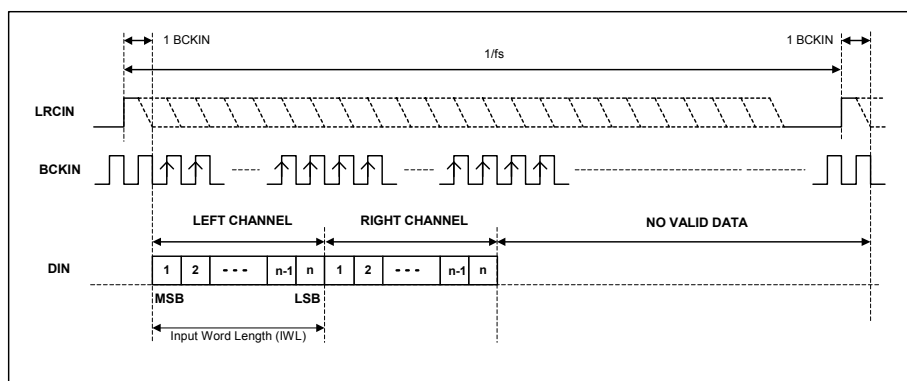 1 BCKIN 1 BCKIN
1/fs
LRCIN
BCKIN
LEFT CHANNEL RIGHT CHANNEL NO VALID DATA
DIN 1 2 - - - n-1 n 1 2 - - - n-1 n
MSB LSB
Input Word Length (IWL)